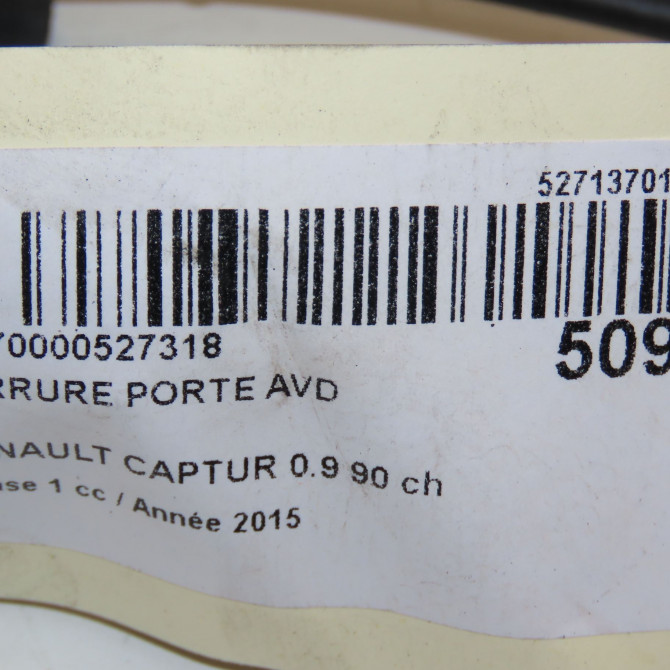 52713701
70000527318
509
RRURE PORTE AVD
NAULT CAPTUR 0.9 90 ch
se 1 cc / Année 2015